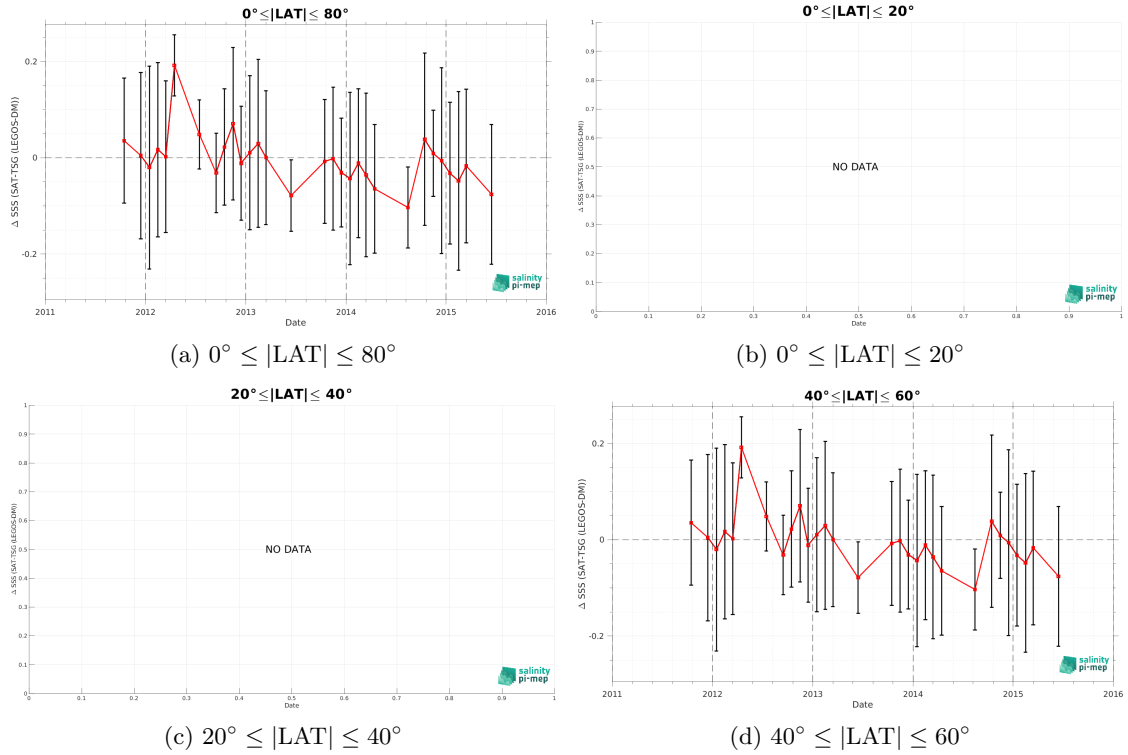 0°≤|LAT|≤ 80°
0.2
0
-0.2
Δ SSS (SAT-TSG (LEGOS-DM))
2011 2012 2013 2014 2015 2016
Date
salinity
pi-mep
(a) 0° ≤ |LAT| ≤ 80°
0°≤|LAT|≤ 20°
1
0.9
0.8
0.7
0.6
0.5
0.4
0.3
0.2
0.1
0
Δ SSS (SAT-TSG (LEGOS-DM))
NO DATA
0 0.1 0.2 0.3 0.4 0.5 0.6 0.7 0.8 0.9 1
Date
salinity
pi-mep
(b) 0° ≤ |LAT| ≤ 20°
20°≤|LAT|≤ 40°
1
0.9
0.8
0.7
0.6
0.5
0.4
0.3
0.2
0.1
0
Δ SSS (SAT-TSG (LEGOS-DM))
NO DATA
0 0.1 0.2 0.3 0.4 0.5 0.6 0.7 0.8 0.9 1
Date
salinity
pi-mep
(c) 20° ≤ |LAT| ≤ 40°
40°≤|LAT|≤ 60°
0.2
0
-0.2
Δ SSS (SAT-TSG (LEGOS-DM))
2011 2012 2013 2014 2015 2016
Date
salinity
pi-mep
(d) 40° ≤ |LAT| ≤ 60°